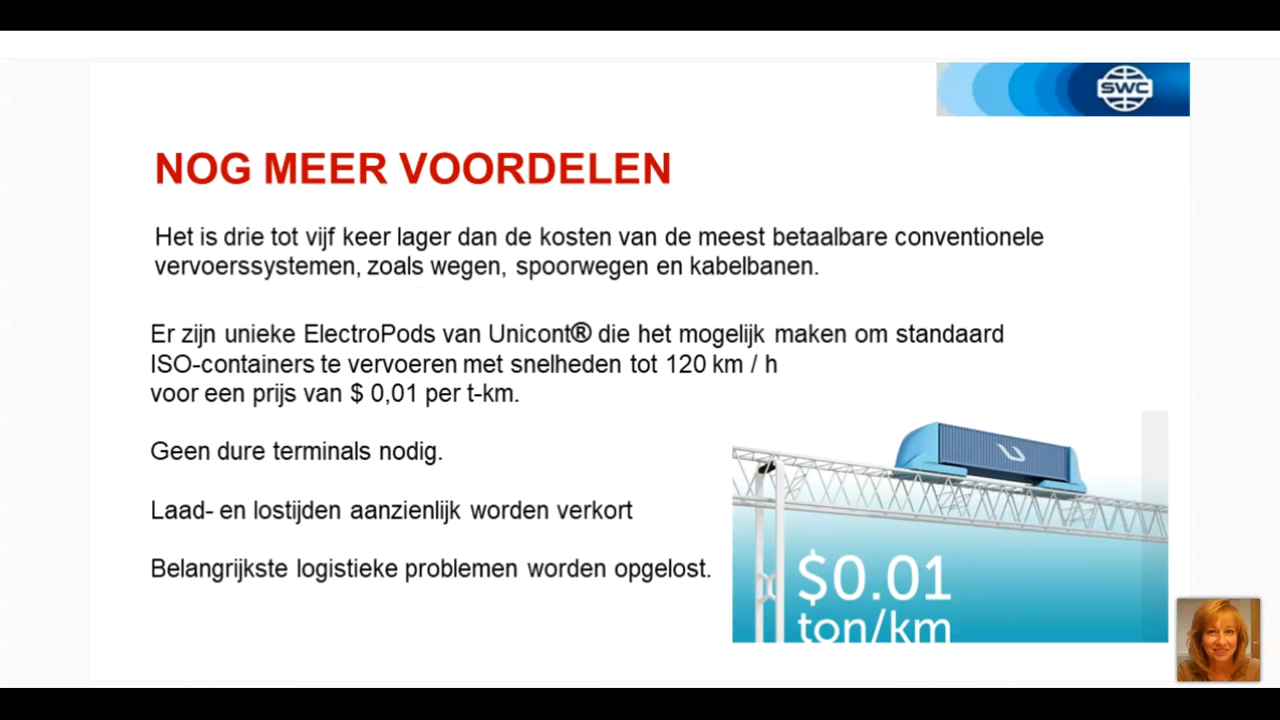 SWC
NOG MEER VOORDELEN
Het is drie tot vijf keer lager dan de kosten van de meest betaalbare conventionele
vervoerssystemen, zoals wegen, spoorwegen en kabelbanen.
Er zijn unieke ElectroPods van Unicont® die het mogelijk maken om standaard
ISO-containers te vervoeren met snelheden tot 120 km / h
voor een prijs van $ 0,01 per t-km.
Geen dure terminals nodig.
Laad- en lostijden aanzienlijk worden verkort
Belangrijkste logistieke problemen worden opgelost.
$0.01
ton/km